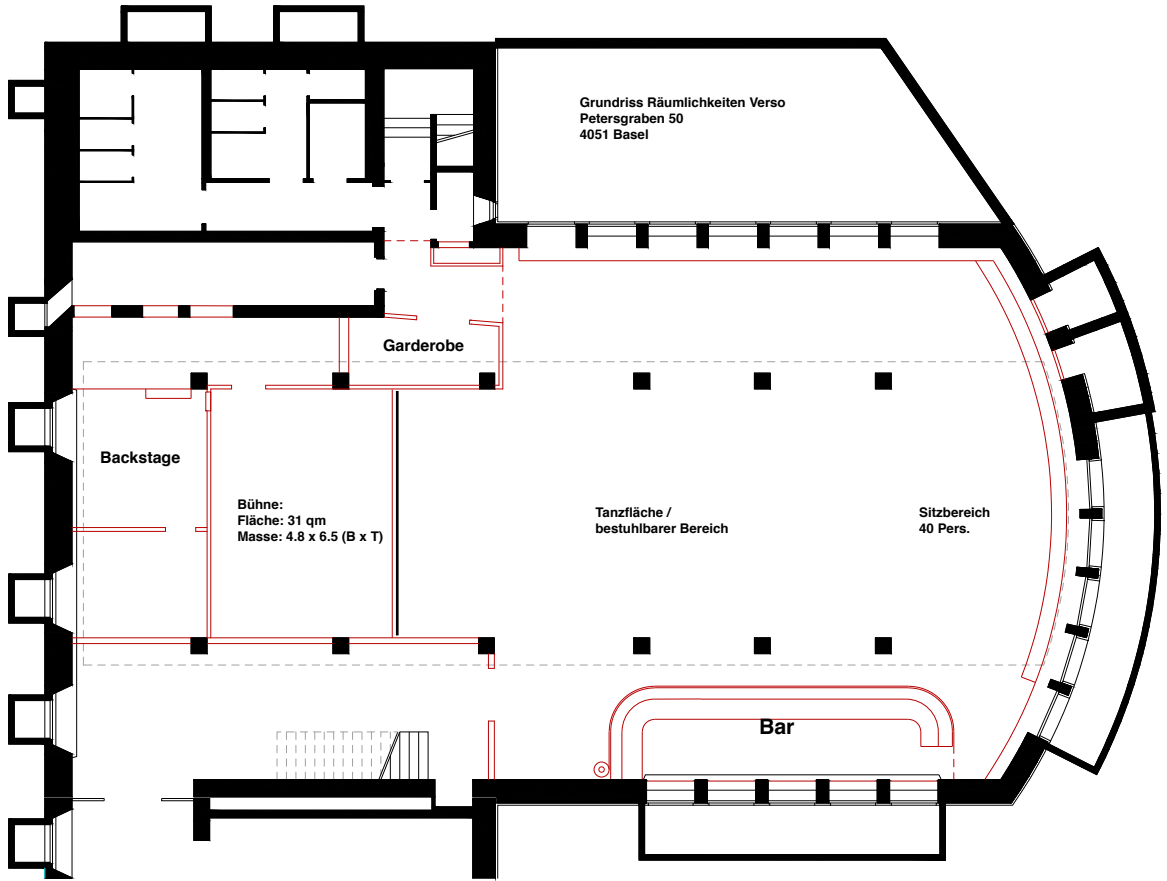 Grundriss Räumlichkeiten Verso
Petersgraben 50
4051 Basel
Garderobe
Backstage
Bühne:
Fläche: 31 qm
Masse: 4.8 x 6.5 (B x T)
Tanzfläche /
bestuhlbarer Bereich
Sitzbereich
40 Pers.
Bar